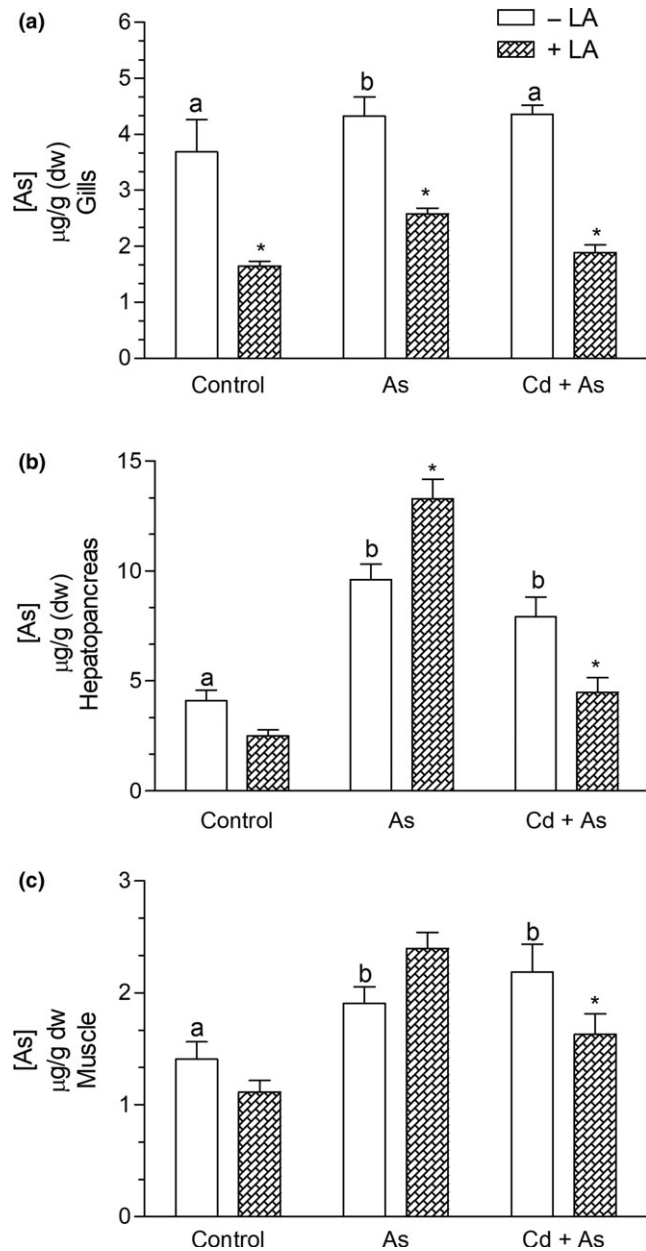 (a)
– LA
+ LA
6
5
4
3
2
1
0
[As]
µg/g (dw)
Gills
a
*
b
*
a
*
Control As Cd + As
(b)
15
10
5
0
[As]
µg/g (dw)
Hepatopancreas
a
b
*
b
*
Control As Cd + As
(c)
3
2
1
0
[As]
µg/g dw
Muscle
a
b
b
*
Control As Cd + As